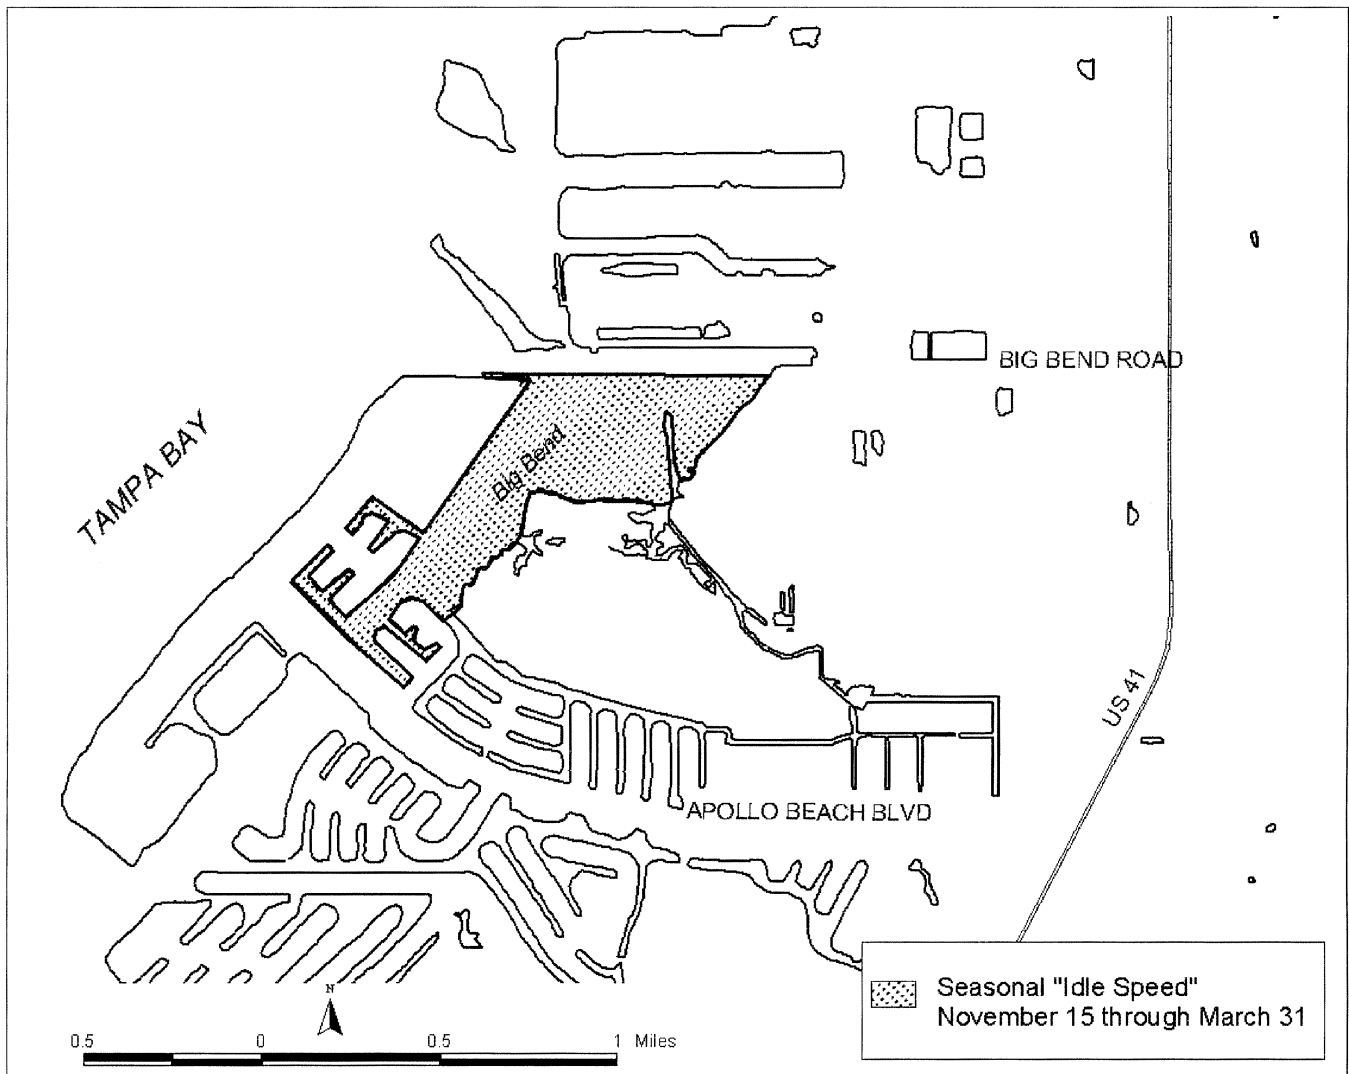 BIG BEND ROAD
TAMPA BAY
Big Bend
US 41
APOLLO BEACH BLVD
Seasonal "Idle Speed"
November 15 through March 31
N
0.5 0 0.5 1 Miles